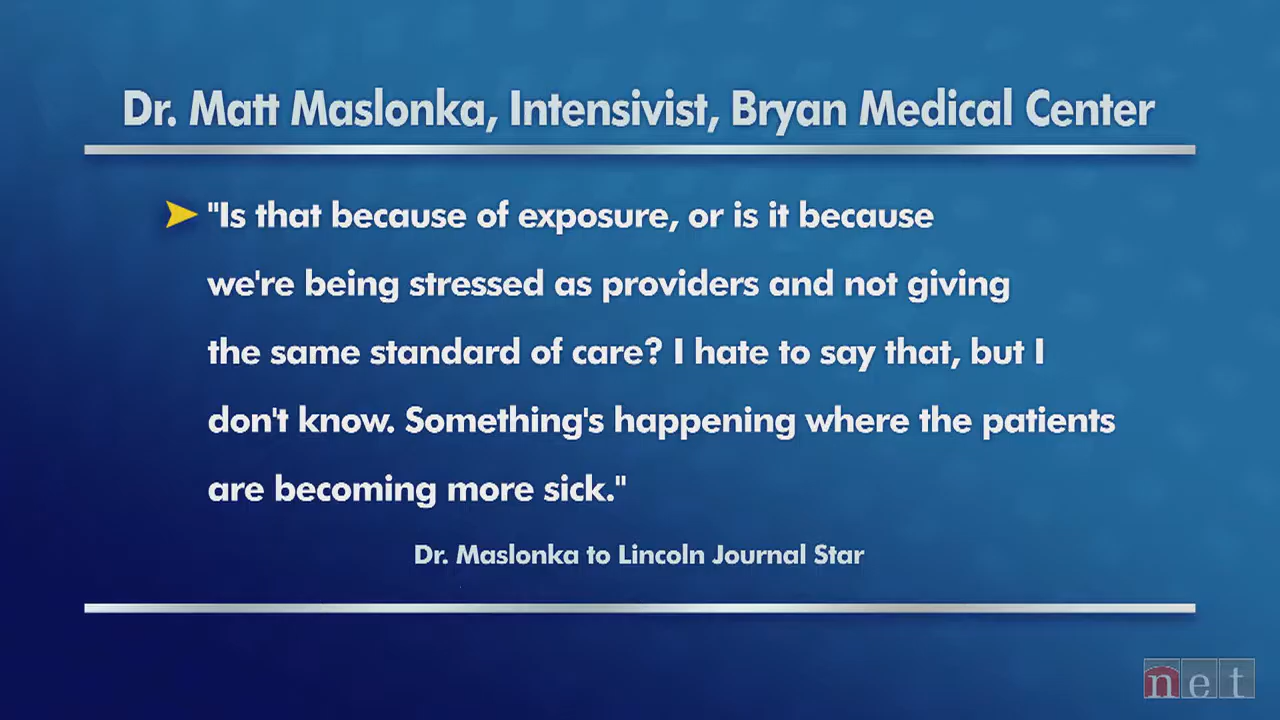 Dr. Matt Maslonka, Intensivist, Bryan Medical Center
"Is that because of exposure, or is it because
we're being stressed as providers and not giving
the same standard of care? I hate to say that, but I
don't know. Something's happening where the patients
are becoming more sick."
Dr. Maslonka to Lincoln Journal Star
net